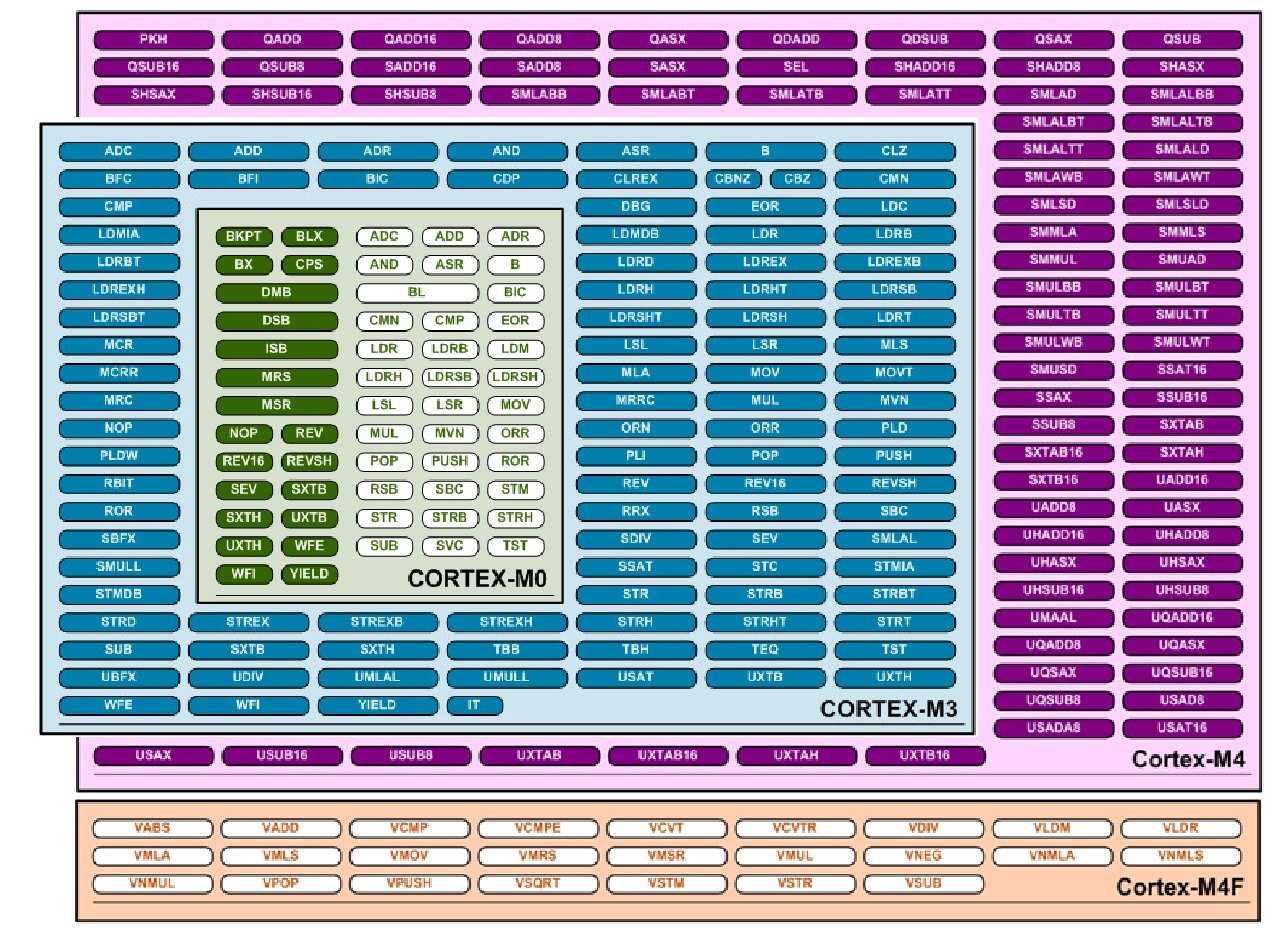 PKH QADD QADD16 QADD8 QASX QDADD QDSUB QSAX QSUB
QSUB16 QSUB8 SADD16 SADD8 SASX SEL SHADD16 SHADD8 SHASX
SHSAX SHSUB16 SHSUB8 SMLABB SMLABT SMLATB SMLATT SMLAD SMLALBB
SMLALBT SMLALTB
SMLALTT SMLALD
SMLAWB SMLAWT
SMLSD SMLSLD
SMMLA SMMLS
SMMUL SMUAD
SMULBB SMULBT
SMULTB SMULTT
SMULWB SMULWT
SMUSD SSAT16
SSAX SSUB16
SSUB8 SXTAB
SXTAB16 SXTAH
SXTB16 UADD16
UADD8 UASX
UHADD16 UHADD8
UHASX UHSAX
UHSUB16 UHSUB8
UMAAL UQADD16
UQADD8 UQASX
UQSAX UQSUB16
UQSUB8 USAD8
USADA8 USAT16
ADC ADD ADR AND ASR B CLZ
BFC BFI BIC CDP CLREX CBNZ CBZ CMN
CMP DBG EOR LDC
LDMIA LDMDB LDR LDRB
LDRBT LDRD LDREX LDREXB
LDREXH LDRH LDRHT LDRSB
LDRSBT LDRSHT LDRSH LDRT
MCR LSL LSR MLS
MCRR MLA MOV MOVT
MRC MRRC MUL MVN
NOP ORN ORR PLD
PLDW PLI POP PUSH
RBIT REV REV16 REVSH
ROR RRX RSB SBC
SBFX SDIV SEV SMLAL
SMULL SSAT STC STMIA
STMDB STR STRB STRBT
BKPT BLX ADC ADD ADR
BX CPS AND ASR B
DMB BL BIC
DSB CMN CMP EOR
ISB LDR LDRB LDM
MRS LDRH LDRSB LDRSH
MSR LSL LSR MOV
NOP REV MUL MVN ORR
REV16 REVSH POP PUSH ROR
SEV SXTB RSB SBC STM
SXTH UXTB STR STRB STRH
UXTH WFE SUB SVC TST
WFI YIELD CORTEX-M0
STRD STREX STREXB STREXH STRH STRHT STRT
SUB SXTB SXTH TBB TBH TEQ TST
UBFX UDIV UMLAL UMULL USAT UXTB UXTH
WFE WFI YIELD IT CORTEX-M3
USAX USUB16 USUB8 UXTAB UXTAB16 UXTAH UXTB16 Cortex-M4
VABS VADD VCMP VCMPE VCVT VCVTR VDIV VLDM VLDR
VMLA VMLS VMOV VMRS VMSR VMUL VNEG VNMLA VNMLS
VNMUL VPOP VPUSH VSQRT VSTM VSTR VSUB Cortex-M4F